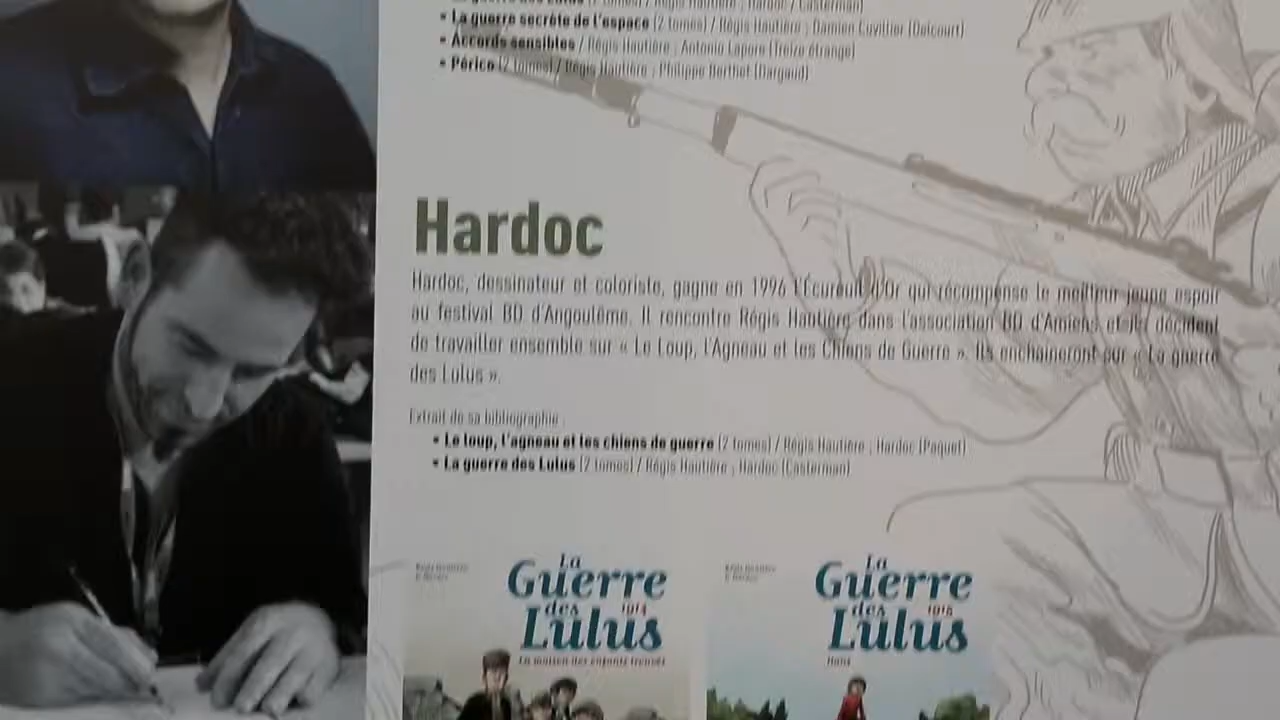 • La guerre secrète de l'espace (2 tomes) / Régis Hautière ; Damien Cuvillier (Delcourt)
• Accords sensibles / Régis Hautière ; Antonio Lapone (Treize étrange)
• Périco (2 tomes) / Régis Hautière ; Philippe Berthet (Dargaud)
Hardoc
Hardoc, dessinateur et coloriste, gagne en 1996 l'Écureuil d'Or qui récompense le meilleur jeune espoir
au festival BD d'Angoulême. Il rencontre Régis Hautière dans l'association BD d'Amiens et ils décident
de travailler ensemble sur « Le Loup, l'Agneau et les Chiens de Guerre ». Ils enchaîneront sur « La guerre
des Lulus ».
Extrait de sa bibliographie :
• Le loup, l'agneau et les chiens de guerre (2 tomes) / Régis Hautière ; Hardoc (Paquet)
• La guerre des Lulus (2 tomes) / Régis Hautière ; Hardoc (Casterman)
La
Guerre
des 1914
Lulus
La maison des enfants trouvés
La
Guerre
des 1915
Lulus
Hans